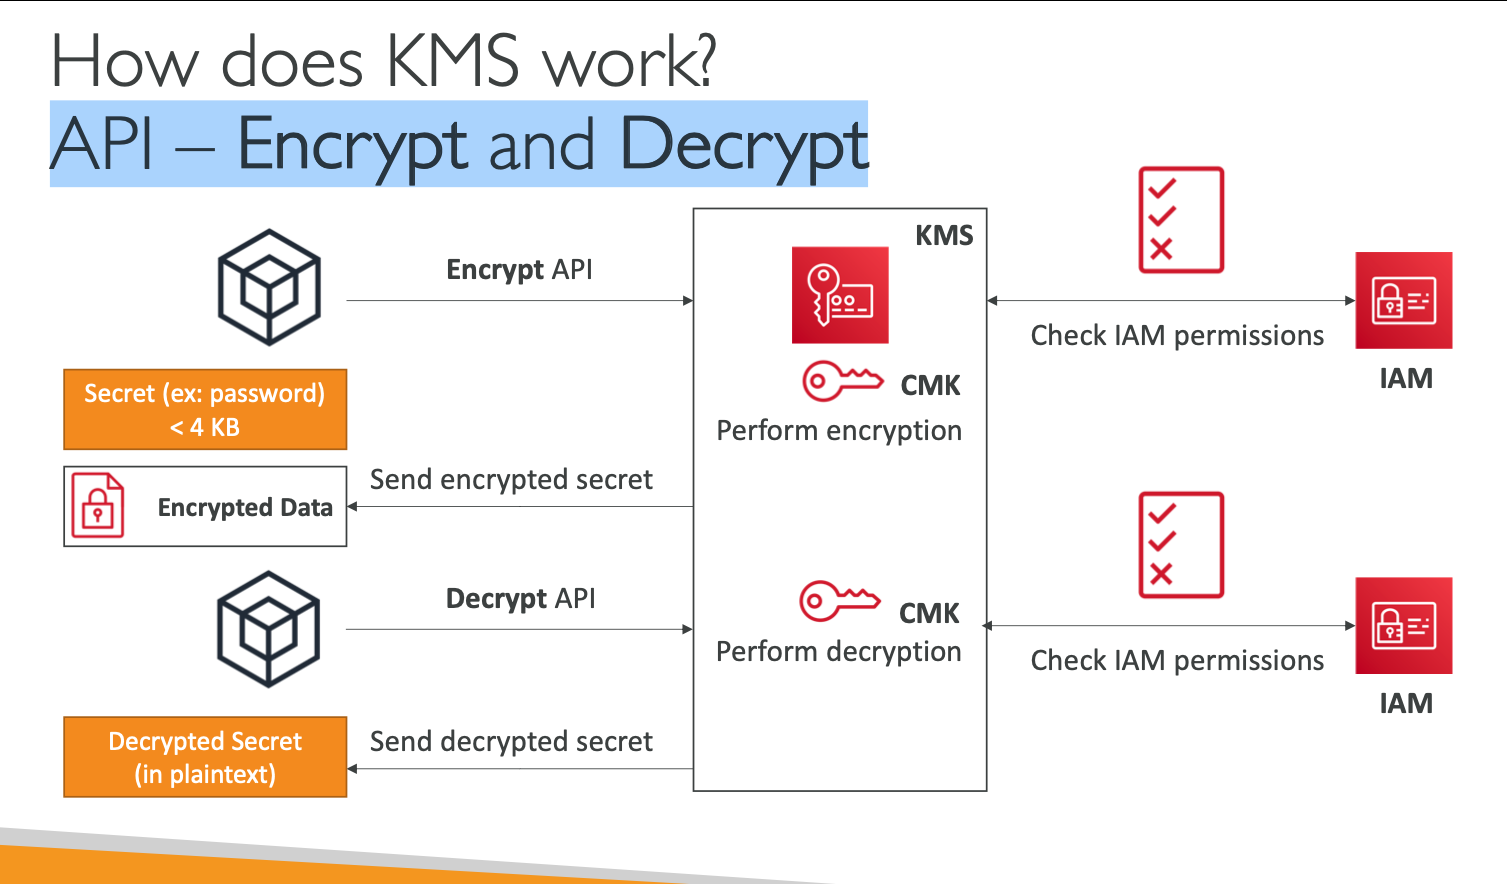 How does KMS work?
API – Encrypt and Decrypt
KMS
Encrypt API
Check IAM permissions
IAM
Secret (ex: password)
< 4 KB
CMK
Perform encryption
Send encrypted secret
Encrypted Data
Decrypt API
CMK
Perform decryption
Check IAM permissions
IAM
Send decrypted secret
Decrypted Secret
(in plaintext)